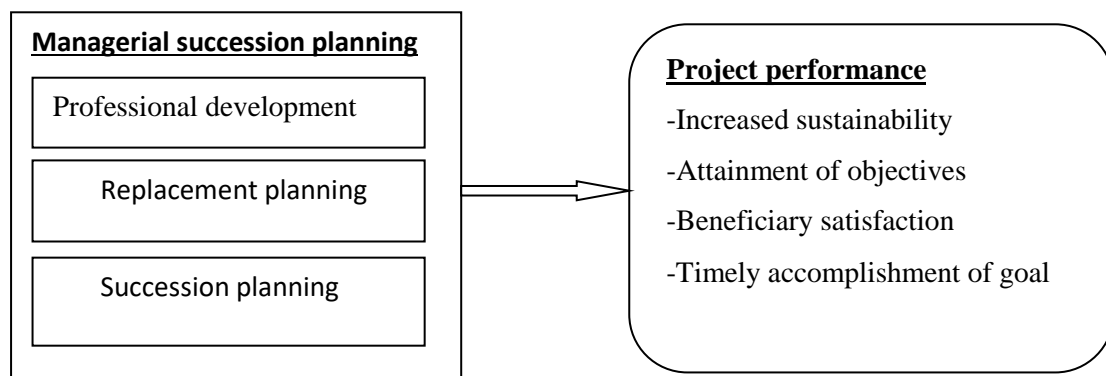 Managerial succession planning
Professional development
Replacement planning
Succession planning
Project performance
-Increased sustainability
-Attainment of objectives
-Beneficiary satisfaction
-Timely accomplishment of goal